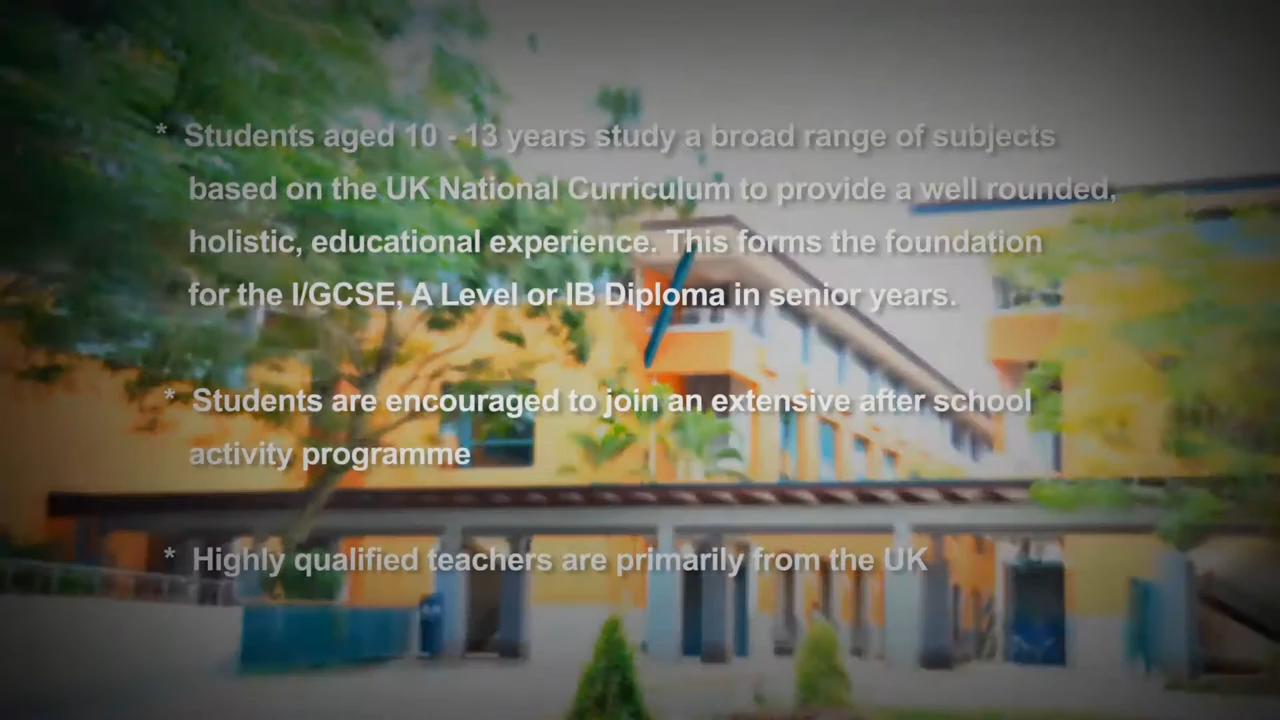 * Students aged 10 - 13 years study a broad range of subjects
based on the UK National Curriculum to provide a well rounded,
holistic, educational experience. This forms the foundation
for the I/GCSE, A Level or IB Diploma in senior years.
* Students are encouraged to join an extensive after school
activity programme
* Highly qualified teachers are primarily from the UK